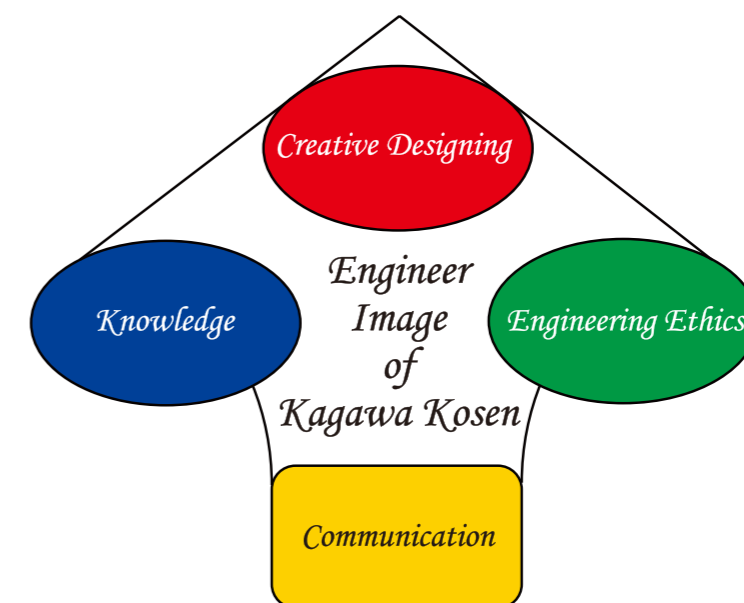 Creative Designing
Knowledge
Engineer
Image
of
Kagawa Kosen
Engineering Ethics
Communication